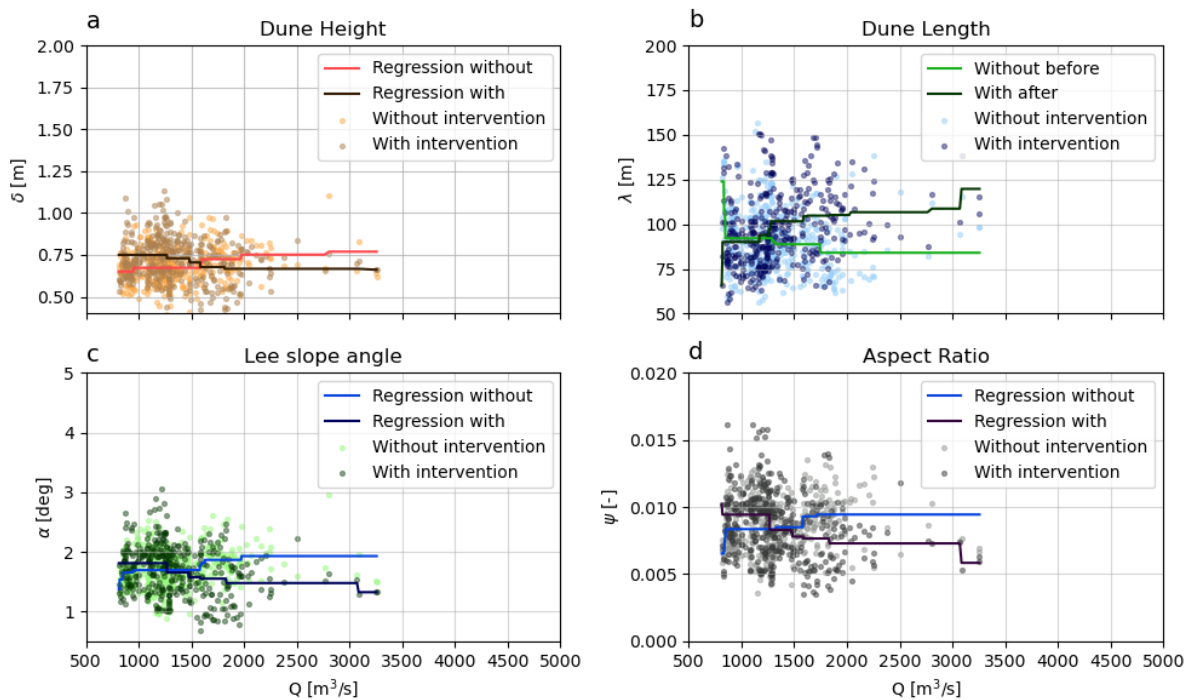 a
Dune Height
2.00
1.75
1.50
1.25
1.00
0.75
0.50
δ [m]
Regression without
Regression with
Without intervention
With intervention
b
Dune Length
200
175
150
125
100
75
50
λ [m]
Without before
With after
Without intervention
With intervention
c
Lee slope angle
5
4
3
2
1
α [deg]
Regression without
Regression with
Without intervention
With intervention
500 1000 1500 2000 2500 3000 3500 4000 4500 5000
Q [m³/s]
d
Aspect Ratio
0.020
0.015
0.010
0.005
0.000
ψ [-]
Regression without
Regression with
Without intervention
With intervention
500 1000 1500 2000 2500 3000 3500 4000 4500 5000
Q [m³/s]